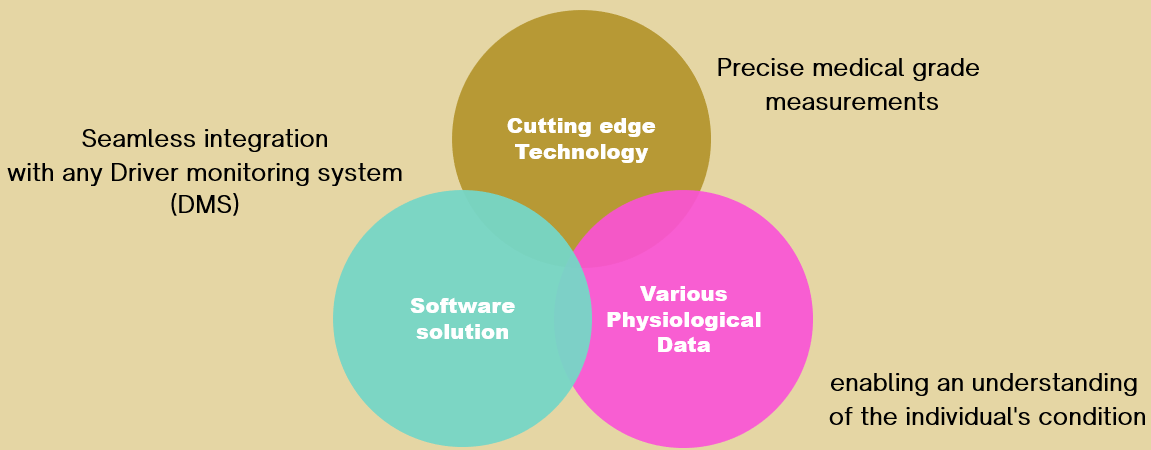 Precise medical grade
measurements
Cutting edge
Technology
Seamless integration
with any Driver monitoring system
(DMS)
Software
solution
Various
Physiological
Data
enabling an understanding
of the individual's condition